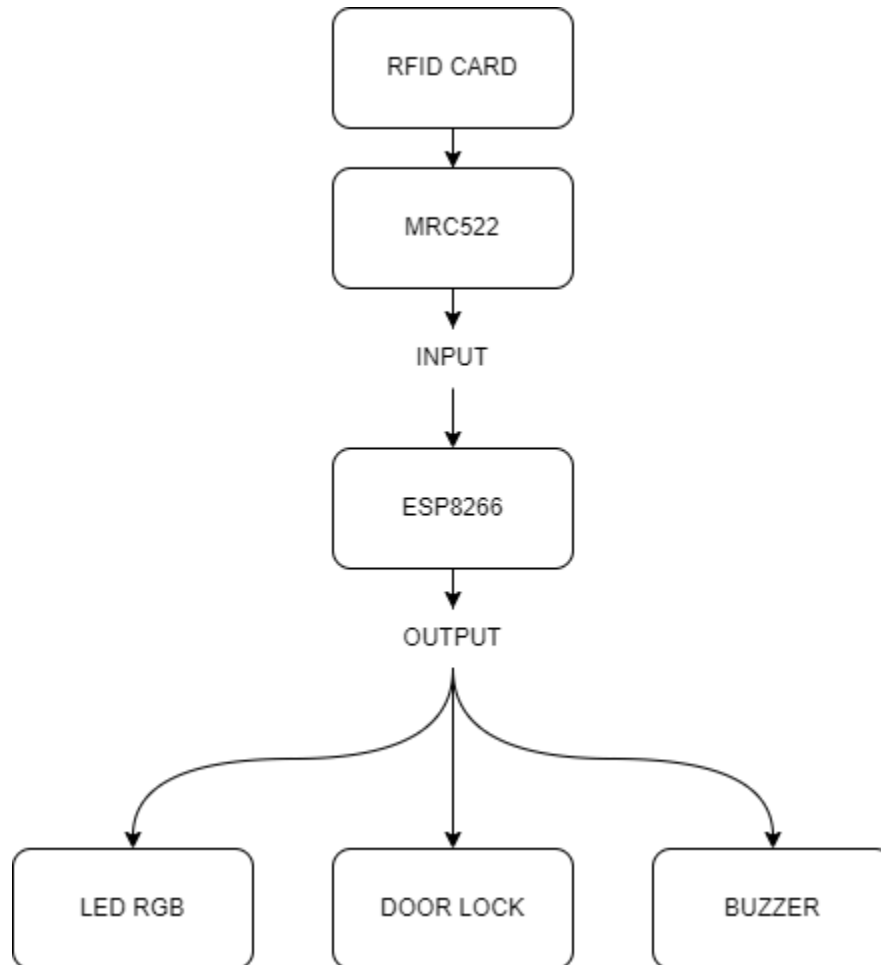 RFID CARD
MRC522
INPUT
ESP8266
OUTPUT
LED RGB
DOOR LOCK
BUZZER